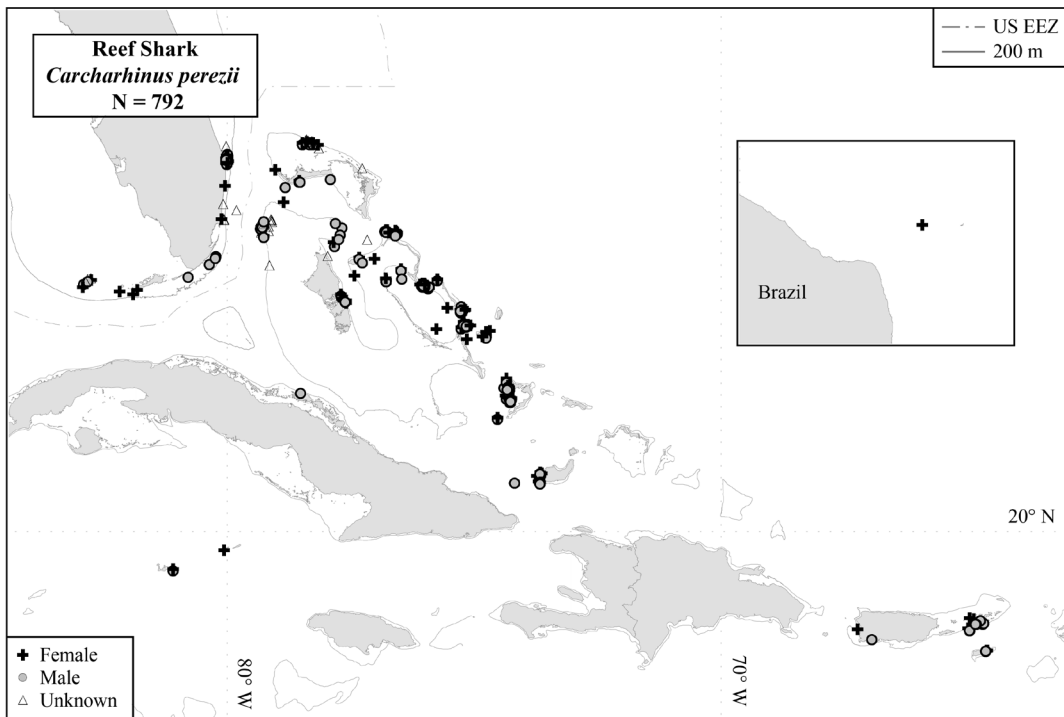 Reef Shark
Carcharhinus perezii
N = 792
US EEZ
200 m
Brazil
20° N
80° W
70° W
Female
Male
Unknown